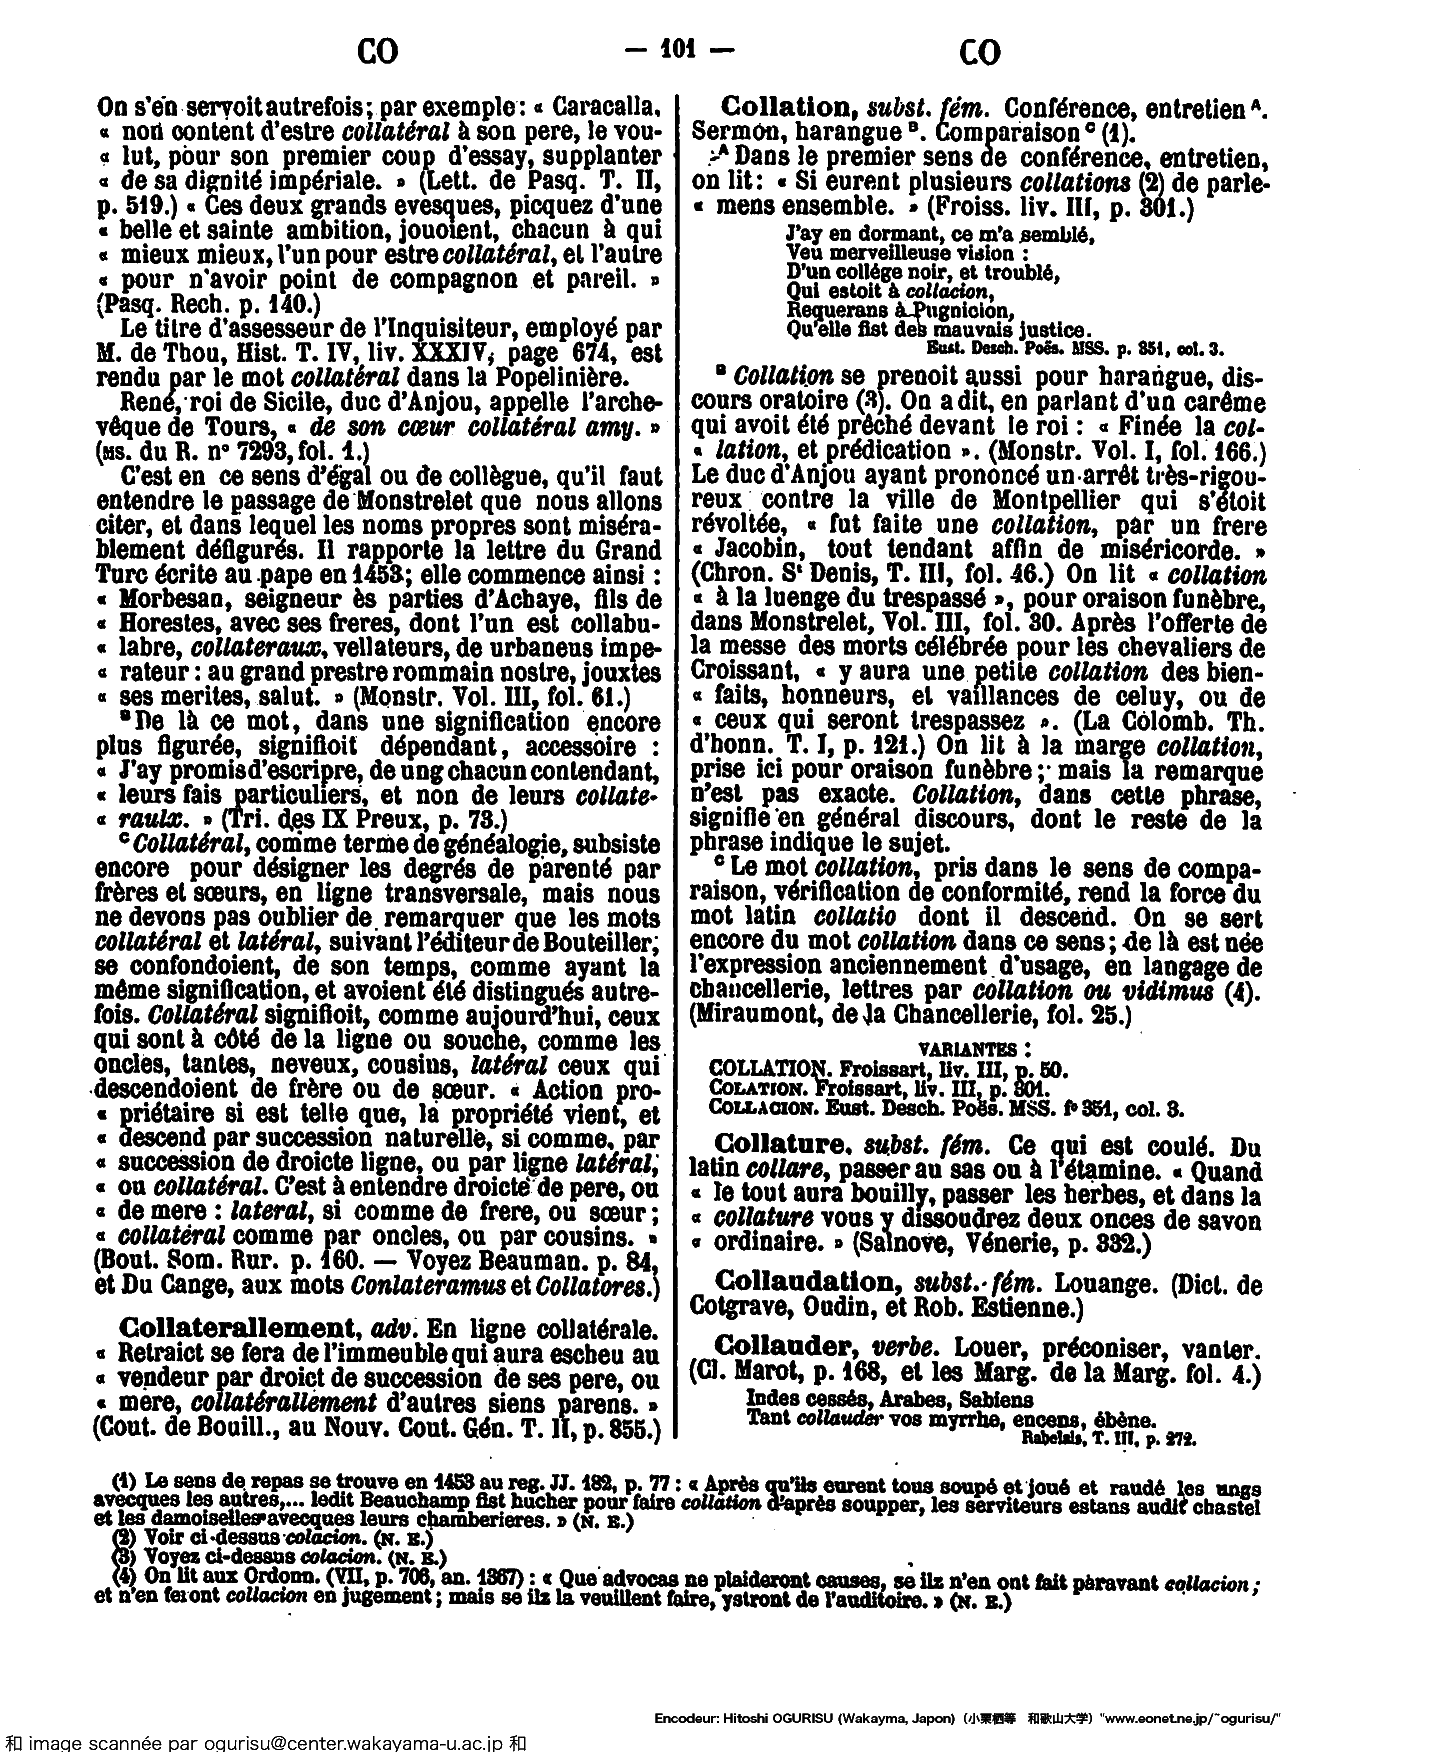 CO — 101 — CO
On s'en servoit autrefois; par exemple : « Caracalla,
« non content d'estre collatéral à son pere, le vou-
« lut, pour son premier coup d'essay, supplanter
« de sa dignité impériale. » (Lett. de Pasq. T. II,
p. 519.) « Ces deux grands evesques, picquez d'une
« belle et sainte ambition, jouoient, chacun à qui
« mieux mieux, l'un pour estre collatéral, et l'autre
« pour n'avoir point de compagnon et pareil. »
(Pasq. Rech. p. 140.)
Le titre d'assesseur de l'Inquisiteur, employé par
M. de Thou, Hist. T. IV, liv. XXXIV, page 674, est
rendu par le mot collatéral dans la Popelinière.
René, roi de Sicile, duc d'Anjou, appelle l'arche-
vêque de Tours, « de son cœur collatéral amy. »
(MS. du R. n° 7293, fol. 1.)
C'est en ce sens d'égal ou de collègue, qu'il faut
entendre le passage de Monstrelet que nous allons
citer, et dans lequel les noms propres sont miséra-
blement défigurés. Il rapporte la lettre du Grand
Turc écrite au pape en 1453; elle commence ainsi :
« Morbesan, seigneur ès parties d'Achaye, fils de
« Horestes, avec ses freres, dont l'un est collabu-
« labre, collateraux, vellateurs, de urbaneus impe-
« rateur : au grand prestre rommain nostre, jouxtes
« ses merites, salut. » (Monstr. Vol. III, fol. 61.)
ᴮ De là ce mot, dans une signification encore
plus figurée, signifioit dépendant, accessoire :
« J'ay promis d'escripre, de ung chacun contendant,
« leurs fais particuliers, et non de leurs collate-
« raulx. » (Tri. des IX Preux, p. 73.)
ᶜ Collatéral, comme terme de généalogie, subsiste
encore pour désigner les degrés de parenté par
frères et sœurs, en ligne transversale, mais nous
ne devons pas oublier de remarquer que les mots
collatéral et latéral, suivant l'éditeur de Bouteiller,
se confondoient, de son temps, comme ayant la
même signification, et avoient été distingués autre-
fois. Collatéral signifioit, comme aujourd'hui, ceux
qui sont à côté de la ligne ou souche, comme les
oncles, tantes, neveux, cousins, latéral ceux qui
descendoient de frère ou de sœur. « Action pro-
« priétaire si est telle que, la propriété vient, et
« descend par succession naturelle, si comme, par
« succession de droicte ligne, ou par ligne latéral,
« ou collatéral. C'est à entendre droicte de pere, ou
« de mere : lateral, si comme de frere, ou sœur;
« collatéral comme par oncles, ou par cousins. »
(Bout. Som. Rur. p. 160. — Voyez Beauman. p. 84,
et Du Cange, aux mots Conlateramus et Collatores.)
Collaterallement, adv. En ligne collatérale.
« Retraict se fera de l'immeuble qui aura escheu au
« vendeur par droict de succession de ses pere, ou
« mere, collatérallement d'autres siens parens. »
(Cout. de Bouill., au Nouv. Cout. Gén. T. II, p. 855.)
Collation, subst. fém. Conférence, entretien ᴬ.
Sermon, harangue ᴮ. Comparaison ᶜ (1).
ᴬ Dans le premier sens de conférence, entretien,
on lit : « Si eurent plusieurs collations (2) de parle-
« mens ensemble. » (Froiss. liv. III, p. 301.)
J'ay en dormant, ce m'a semblé,
Veu merveilleuse vision :
D'un collége noir, et troublé,
Qui estoit à collacion,
Requerans à Pugnicion,
Qu'elle fist des mauvais justice.
Eust. Desch. Poës. MSS. p. 351, col. 3.
ᴮ Collation se prenoit aussi pour harangue, dis-
cours oratoire (3). On a dit, en parlant d'un carême
qui avoit été prêché devant le roi : « Finée la col-
« lation, et prédication ». (Monstr. Vol. I, fol. 166.)
Le duc d'Anjou ayant prononcé un arrêt très-rigou-
reux contre la ville de Montpellier qui s'étoit
révoltée, « fut faite une collation, par un frere
« Jacobin, tout tendant affin de miséricorde. »
(Chron. Sᵗ Denis, T. III, fol. 46.) On lit « collation
« à la luenge du trespassé », pour oraison funèbre,
dans Monstrelet, Vol. III, fol. 30. Après l'offerte de
la messe des morts célébrée pour les chevaliers de
Croissant, « y aura une petite collation des bien-
« faits, honneurs, et vaillances de celuy, ou de
« ceux qui seront trespassez ». (La Colomb. Th.
d'honn. T. I, p. 121.) On lit à la marge collation,
prise ici pour oraison funèbre; mais la remarque
n'est pas exacte. Collation, dans cette phrase,
signifie en général discours, dont le reste de la
phrase indique le sujet.
ᶜ Le mot collation, pris dans le sens de compa-
raison, vérification de conformité, rend la force du
mot latin collatio dont il descend. On se sert
encore du mot collation dans ce sens; de là est née
l'expression anciennement d'usage, en langage de
chancellerie, lettres par collation ou vidimus (4).
(Miraumont, de la Chancellerie, fol. 25.)
VARIANTES :
COLLATION. Froissart, liv. III, p. 50.
COLATION. Froissart, liv. III, p. 301.
COLLACION. Eust. Desch. Poës. MSS. f° 351, col. 3.
Collature, subst. fém. Ce qui est coulé. Du
latin collare, passer au sas ou à l'étamine. « Quand
« le tout aura bouilly, passer les herbes, et dans la
« collature vous y dissoudrez deux onces de savon
« ordinaire. » (Salnove, Vénerie, p. 332.)
Collaudation, subst. fém. Louange. (Dict. de
Cotgrave, Oudin, et Rob. Estienne.)
Collauder, verbe. Louer, préconiser, vanter.
(Cl. Marot, p. 168, et les Marg. de la Marg. fol. 4.)
Indes cessés, Arabes, Sabiens
Tant collauder vos myrrhe, encens, ébène.
Rabelais, T. III, p. 272.
(1) Le sens de repas se trouve en 1453 au reg. JJ. 182, p. 77 : « Après qu'ils eurent tous soupé et joué et raudé les ungs
avecques les autres,... ledit Beauchamp fist hucher pour faire collation d'après soupper, les serviteurs estans audit chastel
et les damoiselles avecques leurs chamberieres. » (N. E.)
(2) Voir ci-dessus colacion. (N. E.)
(3) Voyez ci-dessus colacion. (N. E.)
(4) On lit aux Ordonn. (VII, p. 706, an. 1367) : « Que advocas ne plaideront causes, se ilz n'en ont fait paravant collacion;
et n'en feront collacion en jugement; mais se ilz la veuillent faire, ystront de l'auditoire. » (N. E.)
Encodeur: Hitoshi OGURISU (Wakayma, Japon) (小栗栖等 和歌山大学) "www.eonet.ne.jp/~ogurisu/"
和 image scannée par ogurisu@center.wakayama-u.ac.jp 和